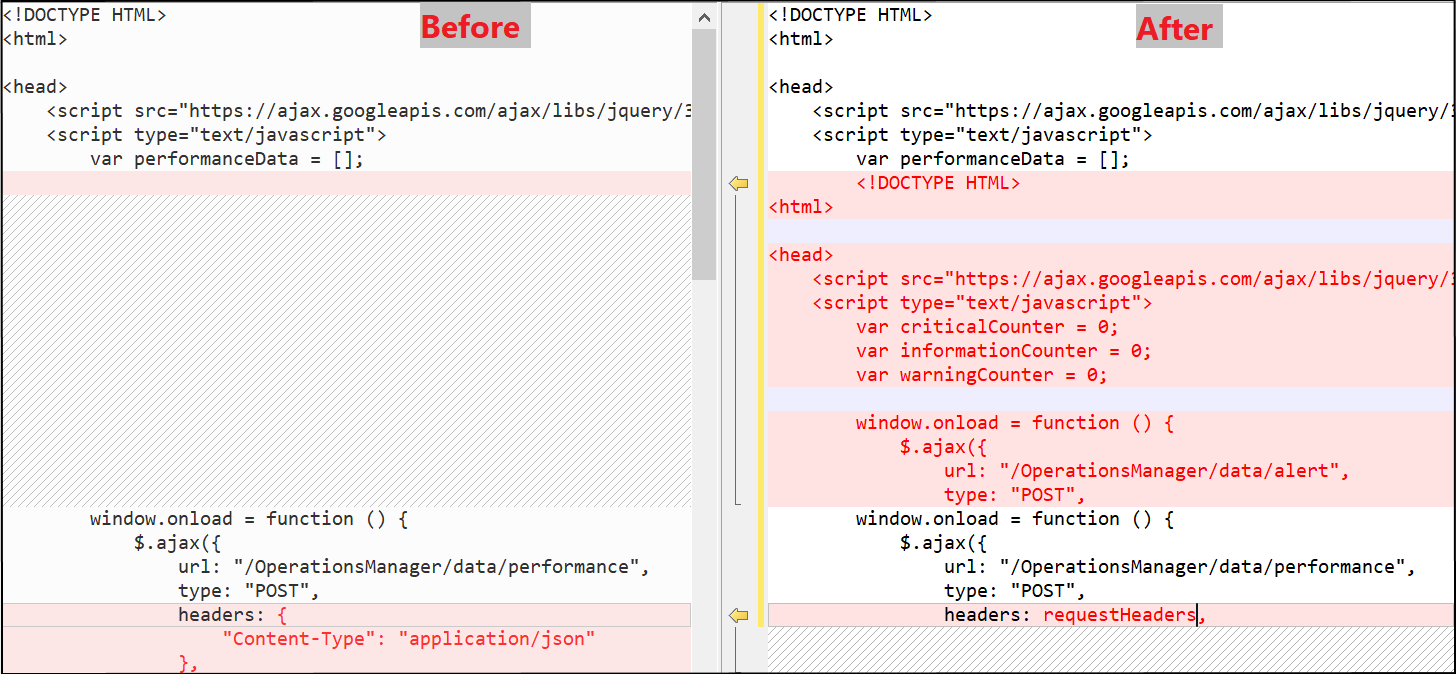 Before
<!DOCTYPE HTML>
<html>
<head>
    <script src="https://ajax.googleapis.com/ajax/libs/jquery/3
    <script type="text/javascript">
        var performanceData = [];
        window.onload = function () {
            $.ajax({
                url: "/OperationsManager/data/performance",
                type: "POST",
                headers: {
                    "Content-Type": "application/json"
                },
After
<!DOCTYPE HTML>
<html>
<head>
    <script src="https://ajax.googleapis.com/ajax/libs/jquery/3
    <script type="text/javascript">
        var performanceData = [];
        <!DOCTYPE HTML>
<html>
<head>
    <script src="https://ajax.googleapis.com/ajax/libs/jquery/3
    <script type="text/javascript">
        var criticalCounter = 0;
        var informationCounter = 0;
        var warningCounter = 0;
        window.onload = function () {
            $.ajax({
                url: "/OperationsManager/data/alert",
                type: "POST",
        window.onload = function () {
            $.ajax({
                url: "/OperationsManager/data/performance",
                type: "POST",
                headers: requestHeaders,